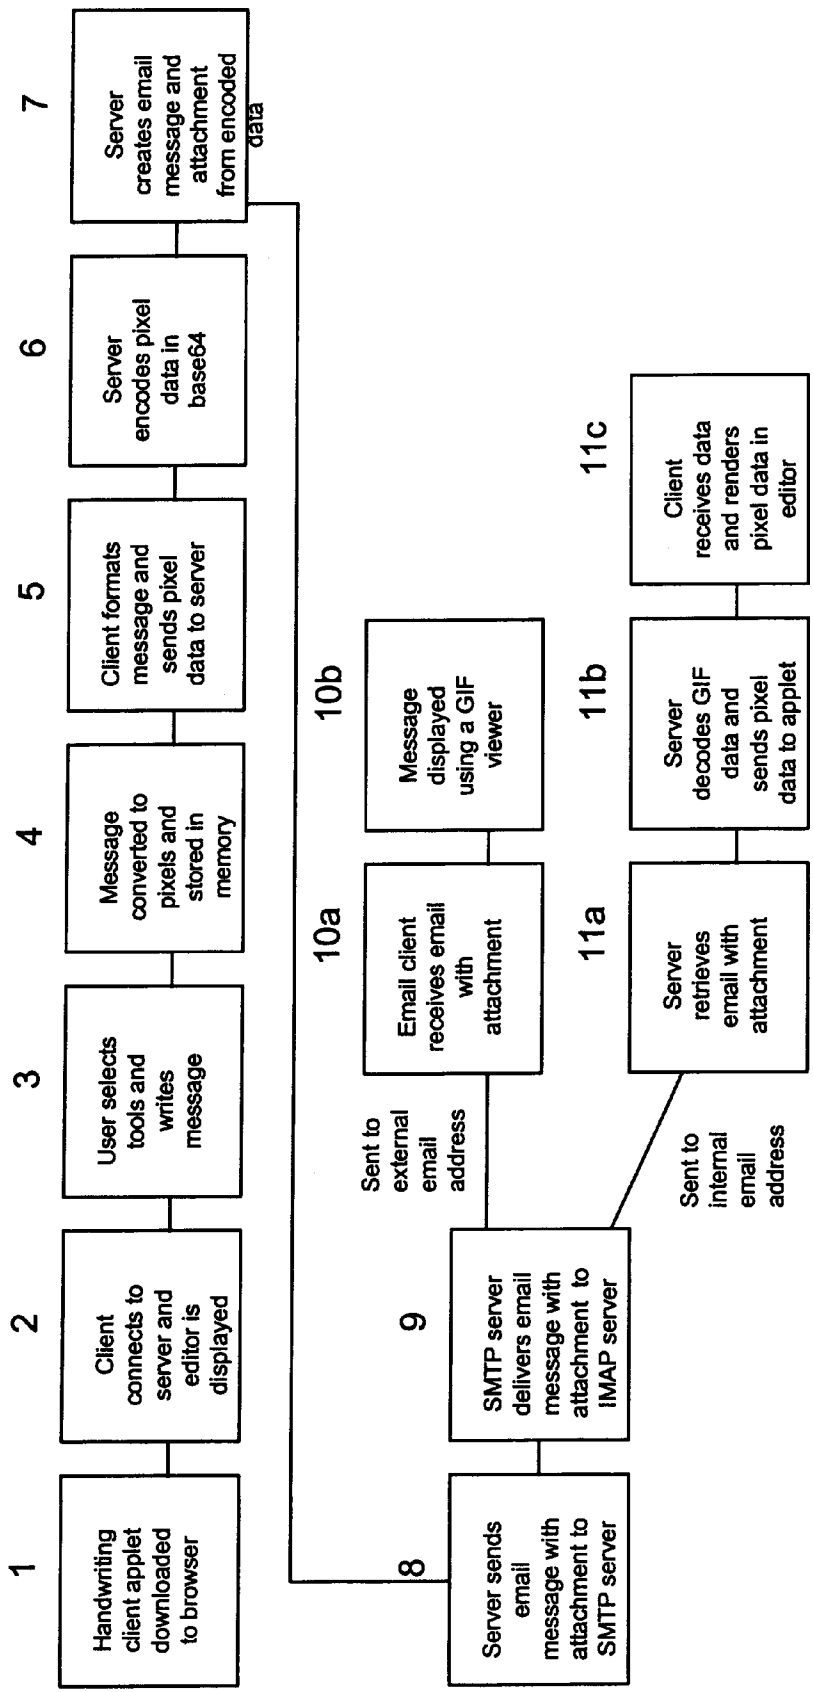 1
Handwriting
client applet
downloaded
to browser
2
Client
connects to
server and
editor is
displayed
3
User selects
tools and
writes
message
4
Message
converted to
pixels and
stored in
memory
5
Client formats
message and
sends pixel
data to server
6
Server
encodes pixel
data in
base64
7
Server
creates email
message and
attachment
from encoded
data
8
Server sends
email
message with
attachment to
SMTP server
9
SMTP server
delivers email
message with
attachment to
IMAP server
Sent to
external
email
address
10a
Email client
receives email
with
attachment
10b
Message
displayed
using a GIF
viewer
Sent to
internal
email
address
11a
Server
retrieves
email with
attachment
11b
Server
decodes GIF
data and
sends pixel
data to applet
11c
Client
receives data
and renders
pixel data in
editor